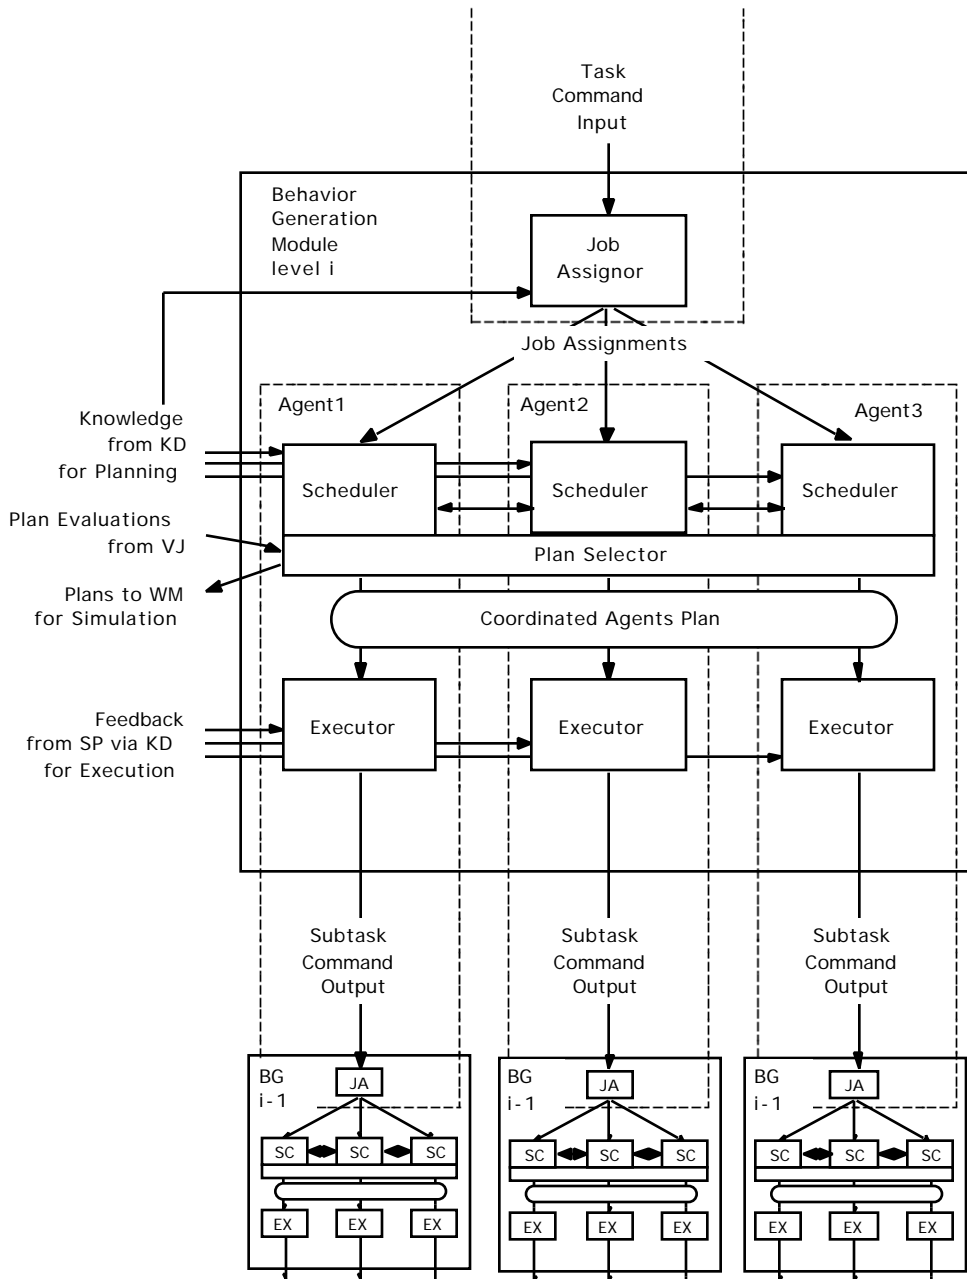 Task
Command
Input
Behavior
Generation
Module
level i
Job
Assignor
Job Assignments
Agent1
Agent2
Agent3
Knowledge
from KD
for Planning
Scheduler
Scheduler
Scheduler
Plan Evaluations
from VJ
Plan Selector
Plans to WM
for Simulation
Coordinated Agents Plan
Feedback
from SP via KD
for Execution
Executor
Executor
Executor
Subtask
Command
Output
Subtask
Command
Output
Subtask
Command
Output
BG
i-1
JA
SC
SC
SC
EX
EX
EX
BG
i-1
JA
SC
SC
SC
EX
EX
EX
BG
i-1
JA
SC
SC
SC
EX
EX
EX